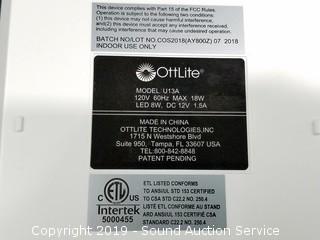 This device complies with Part 15 of the FCC Rules.
Operation is subject to the following two conditions: (1)
this device may not cause harmful interference, and (2)
this device must accept any interference received,
including interference that may cause undesired
operation.
BATCH NO/LOT NO.COS2018(AY800Z) 07 2018
INDOOR USE ONLY
OTTLITE
MODEL: U13A
120V 60Hz MAX 18W
LED 8W, DC 12V 1.5A
MADE IN CHINA
OTTLITE TECHNOLOGIES,INC
1715 N Westshore Blvd
Suite 950, Tampa, FL 33607 USA
TEL:800-842-8848
PATENT PENDING
ETL LISTED CONFORMS
TO ANSI/UL STD 153 CERTIFIED
TO CSA STD C22.2 NO. 250.4
LISTE ETL CONFORME AU STAND
ARD ANSI/UL STD 153 CERTIFIÉ CSA
STANDARD C22.2 NO. 250.4
c ETL us
Intertek
5000455
Copyright 2019 - Sound Auction Service